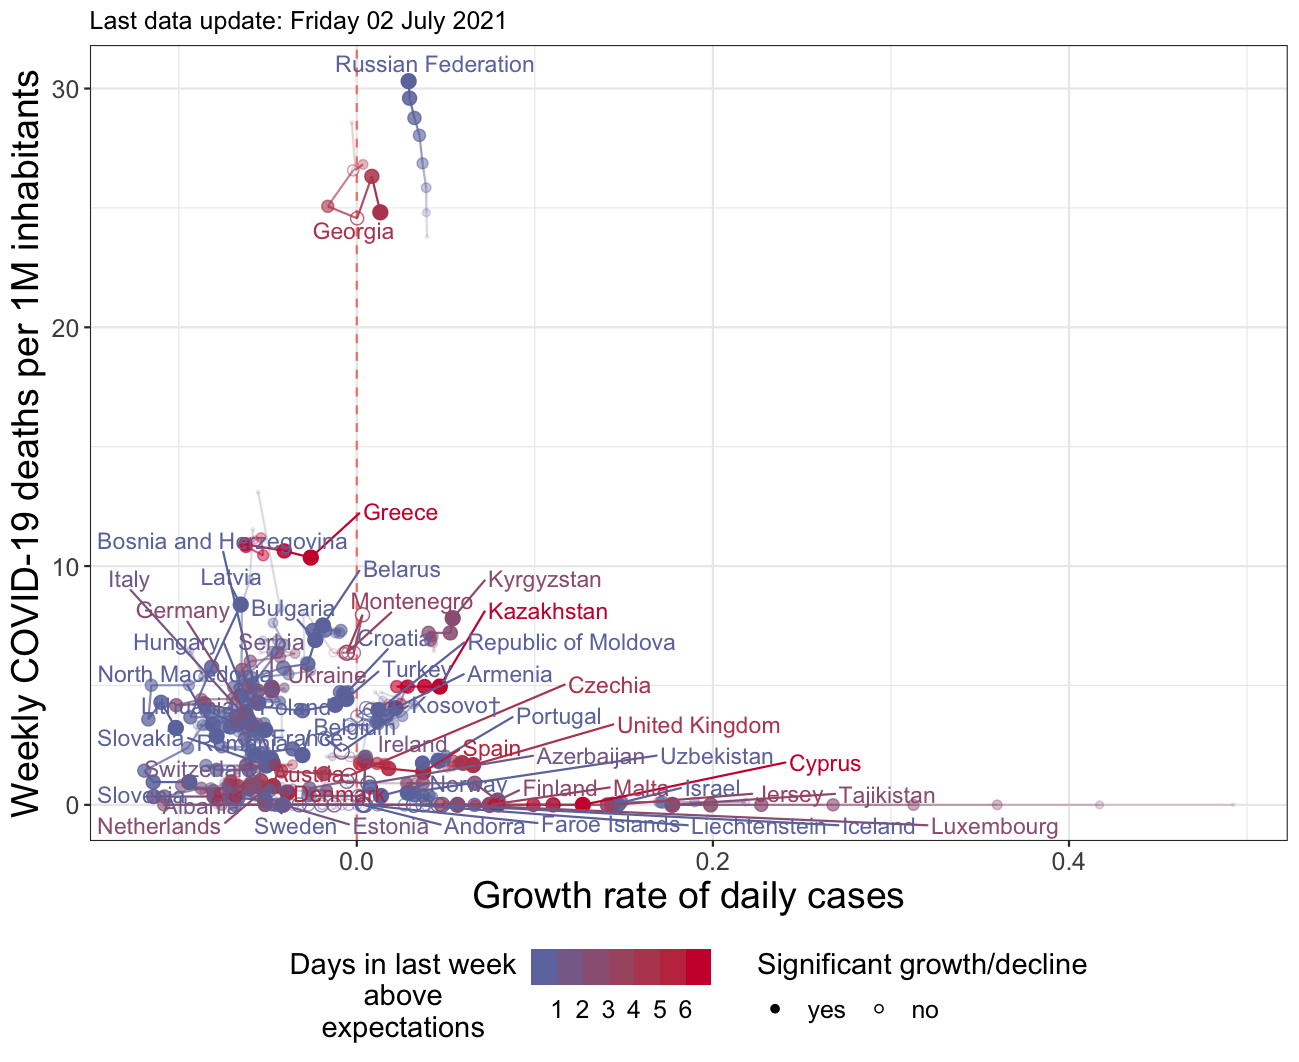 Last data update: Friday 02 July 2021
Weekly COVID-19 deaths per 1M inhabitants
30
20
10
0
Russian Federation
Georgia
Greece
Bosnia and Herzegovina
Italy
Latvia
Belarus
Kyrgyzstan
Germany
Bulgaria
Montenegro
Kazakhstan
Hungary
Serbia
Croatia
Republic of Moldova
North Macedonia
Ukraine
Turkey
Armenia
Czechia
Lithuania
Poland
Kosovo†
Portugal
Belgium
United Kingdom
Slovakia
Romania
France
Ireland
Spain
Azerbaijan
Uzbekistan
Cyprus
Switzerland
Austria
Norway
Finland
Malta
Israel
Jersey
Tajikistan
Slovenia
Albania
Denmark
Netherlands
Sweden
Estonia
Andorra
Faroe Islands
Liechtenstein
Iceland
Luxembourg
0.0
0.2
0.4
Growth rate of daily cases
Days in last week
above
expectations
1 2 3 4 5 6
Significant growth/decline
yes
no